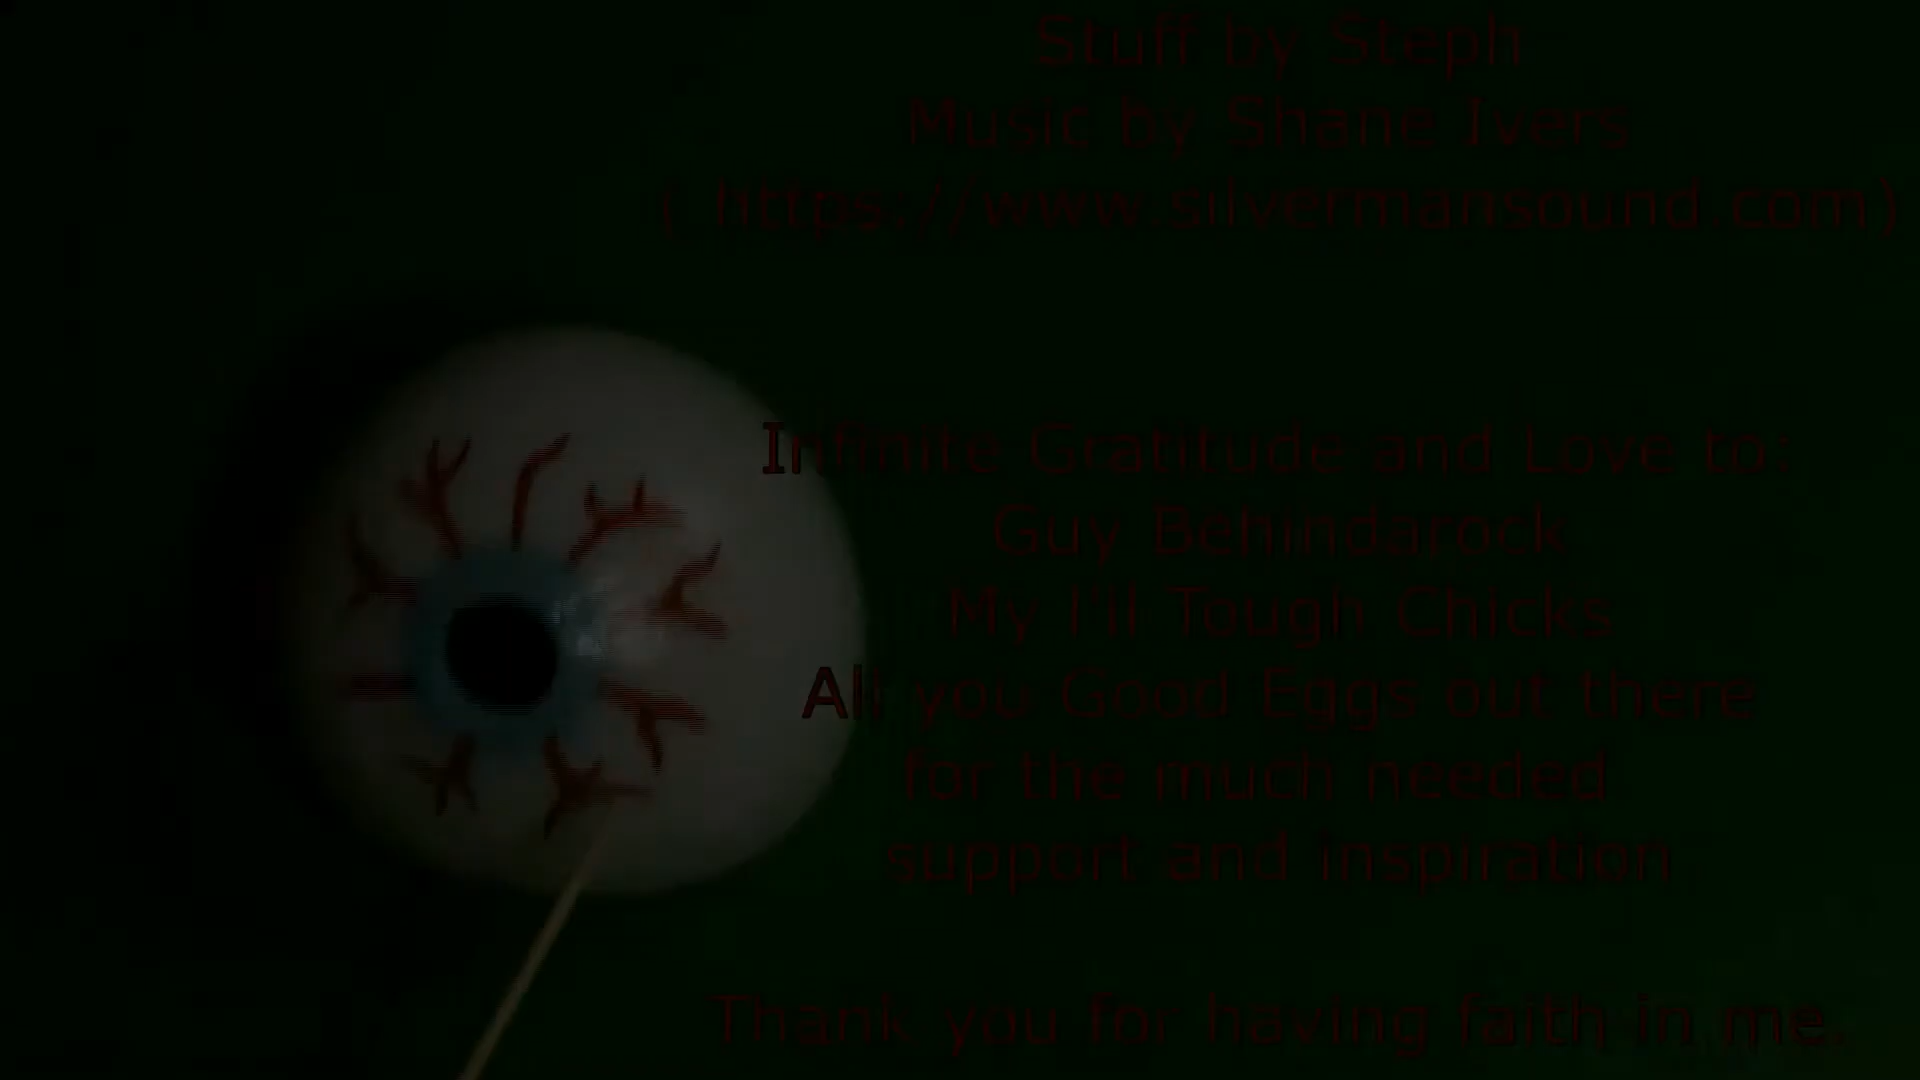 Stuff by Steph
Music by Shane Ivers
( https://www.silvermansound.com)
Infinite Gratitude and Love to:
Guy Behindarock
My I'll Tough Chicks
All you Good Eggs out there
for the much needed
support and inspiration
Thank you for having faith in me.